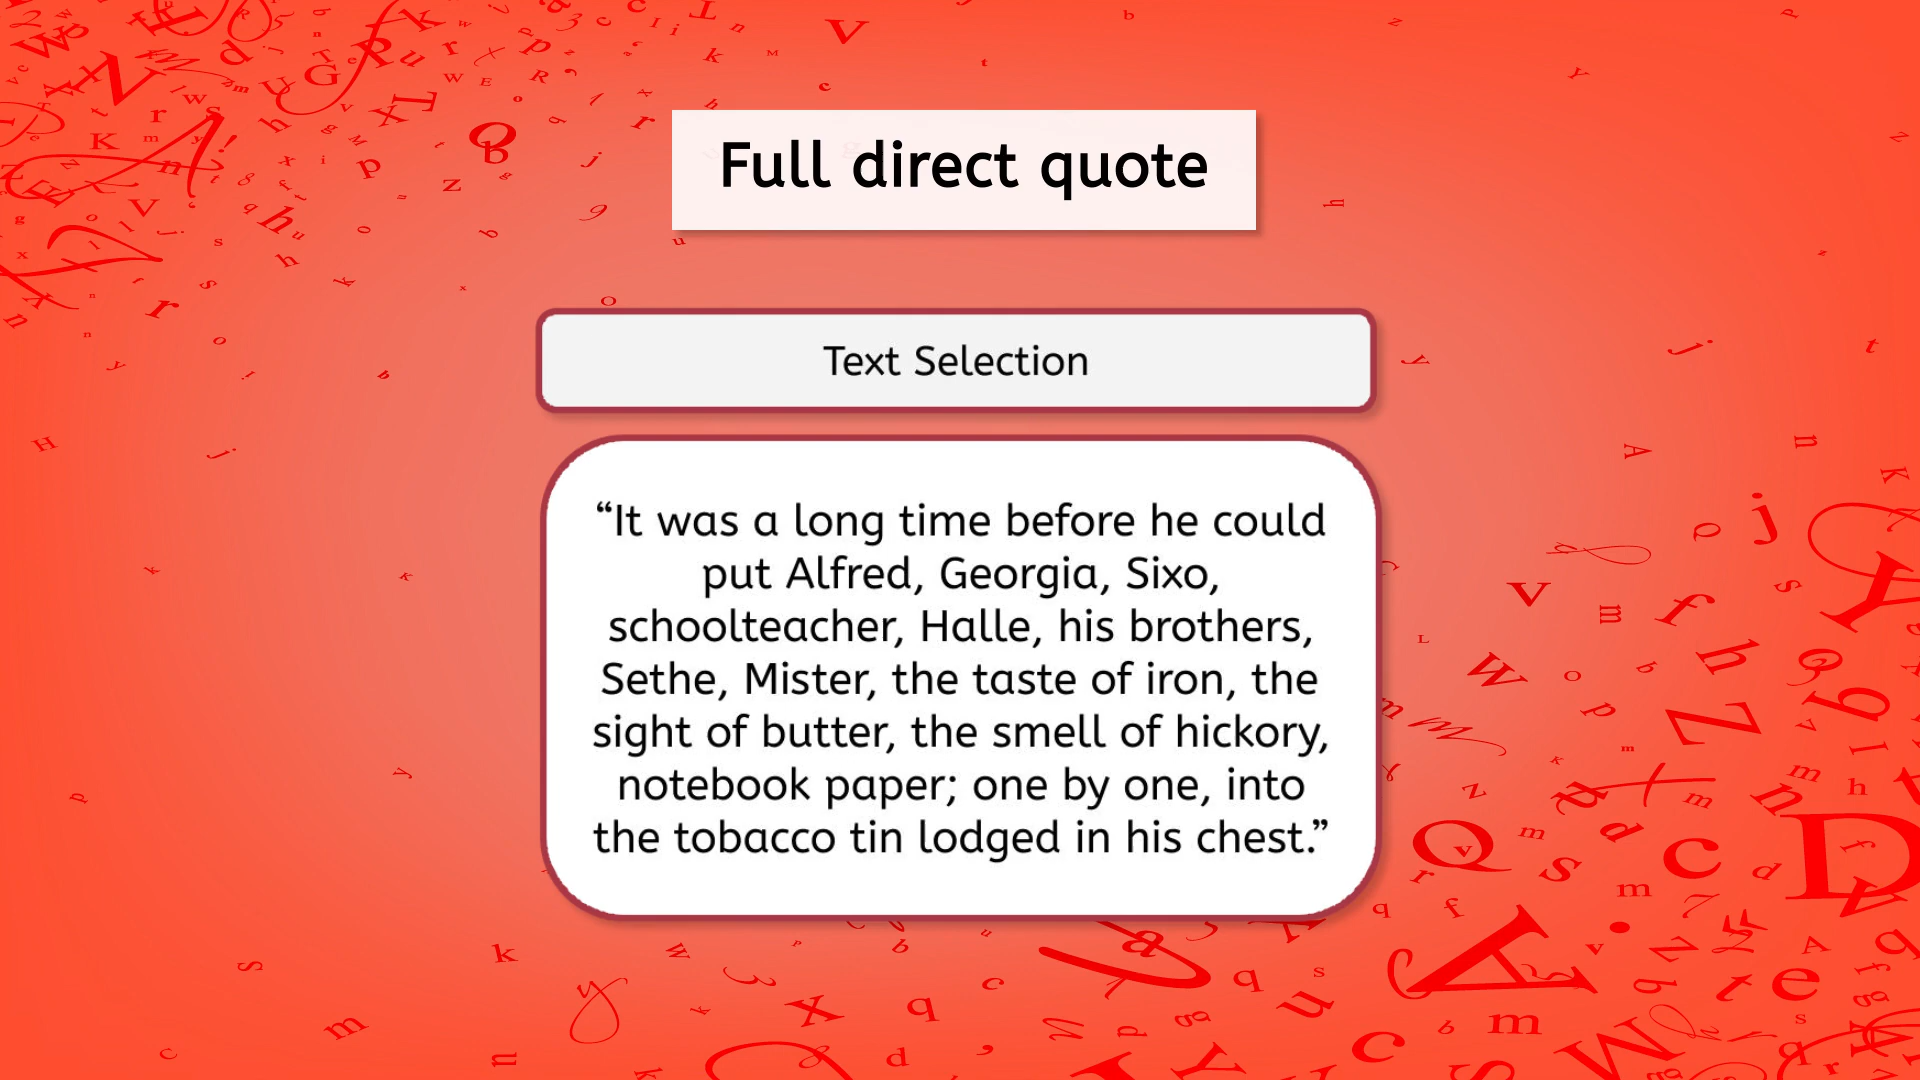 Full direct quote
Text Selection
“It was a long time before he could
put Alfred, Georgia, Sixo,
schoolteacher, Halle, his brothers,
Sethe, Mister, the taste of iron, the
sight of butter, the smell of hickory,
notebook paper; one by one, into
the tobacco tin lodged in his chest.”